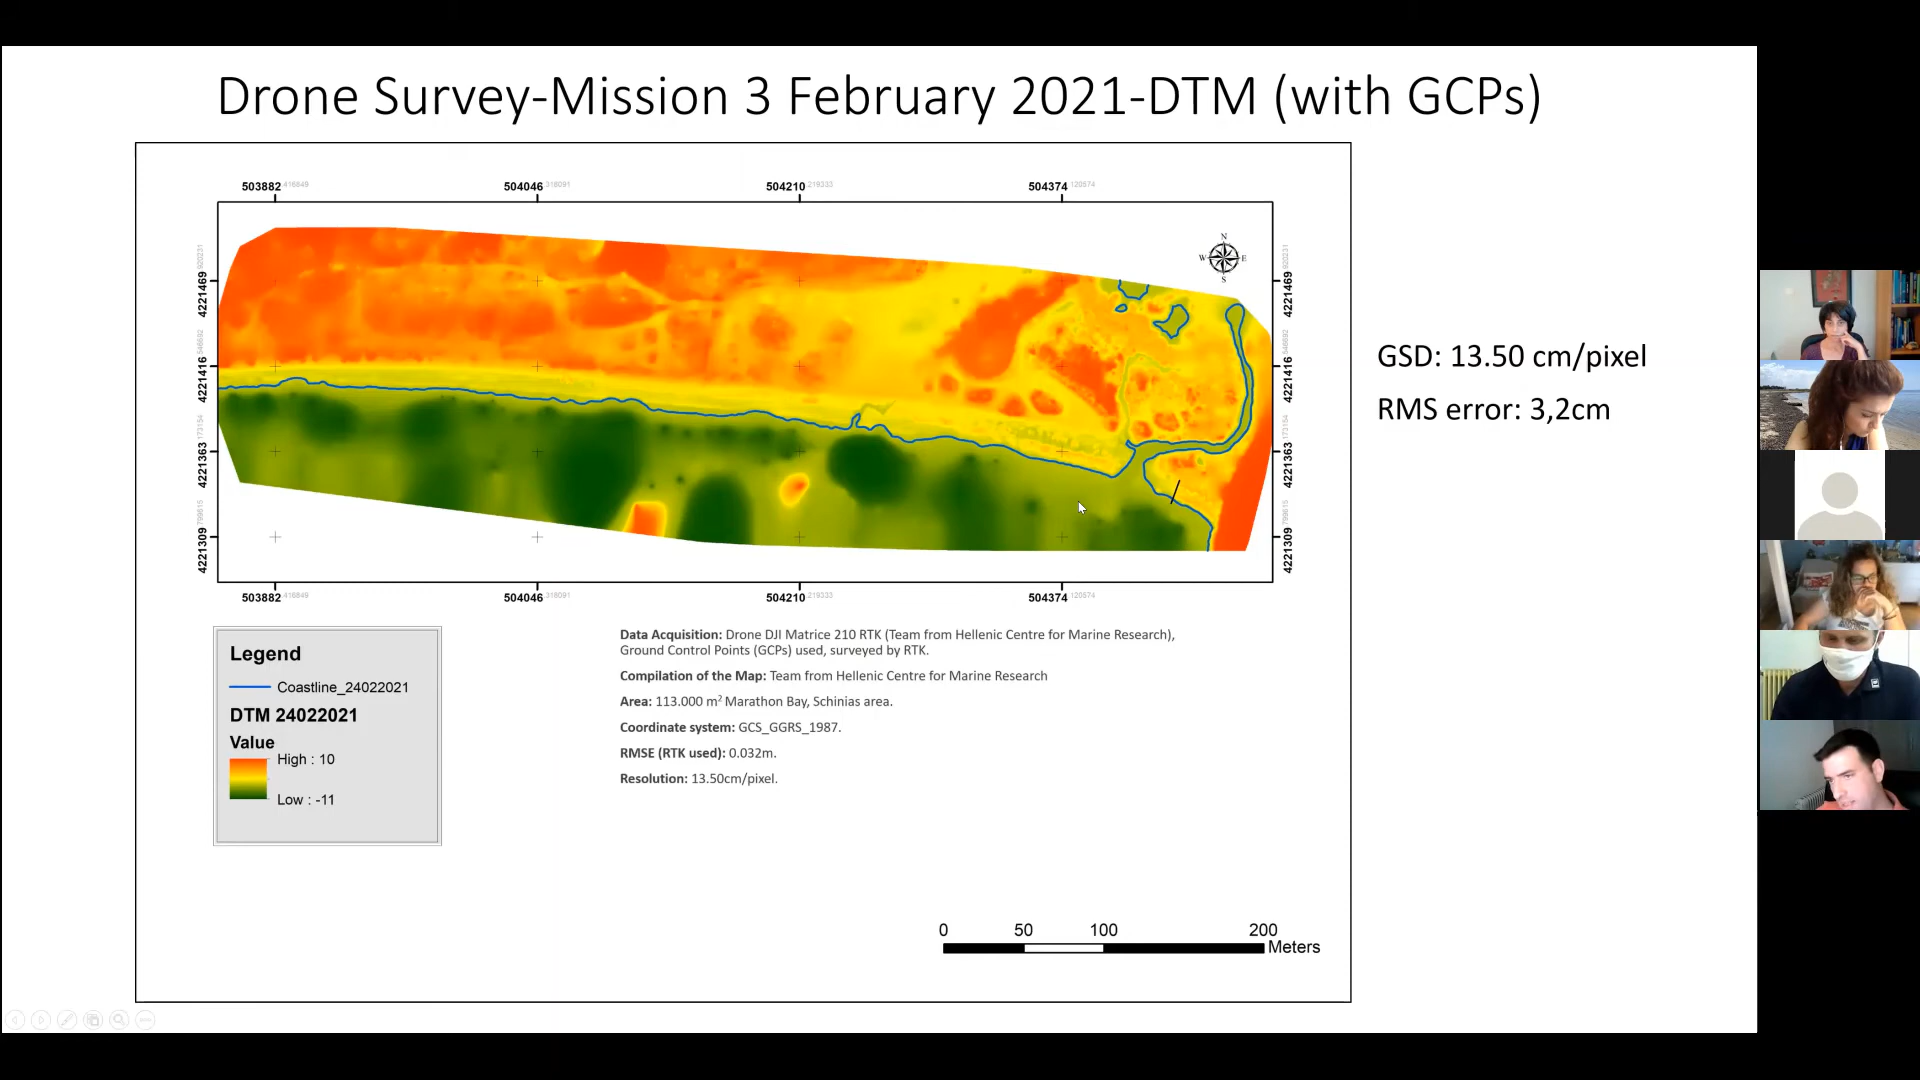 Drone Survey-Mission 3 February 2021-DTM (with GCPs)
503882 504046 504210 504374
N
W E
S
4221469 4221469
4221416 4221416
4221363 4221363
4221309 4221309
503882 504046 504210 504374
GSD: 13.50 cm/pixel
RMS error: 3,2cm
Legend
Coastline_24022021
DTM 24022021
Value
High : 10
Low : -11
Data Acquisition: Drone DJI Matrice 210 RTK (Team from Hellenic Centre for Marine Research),
Ground Control Points (GCPs) used, surveyed by RTK.
Compilation of the Map: Team from Hellenic Centre for Marine Research
Area: 113.000 m² Marathon Bay, Schinias area.
Coordinate system: GCS_GGRS_1987.
RMSE (RTK used): 0.032m.
Resolution: 13.50cm/pixel.
0 50 100 200
Meters